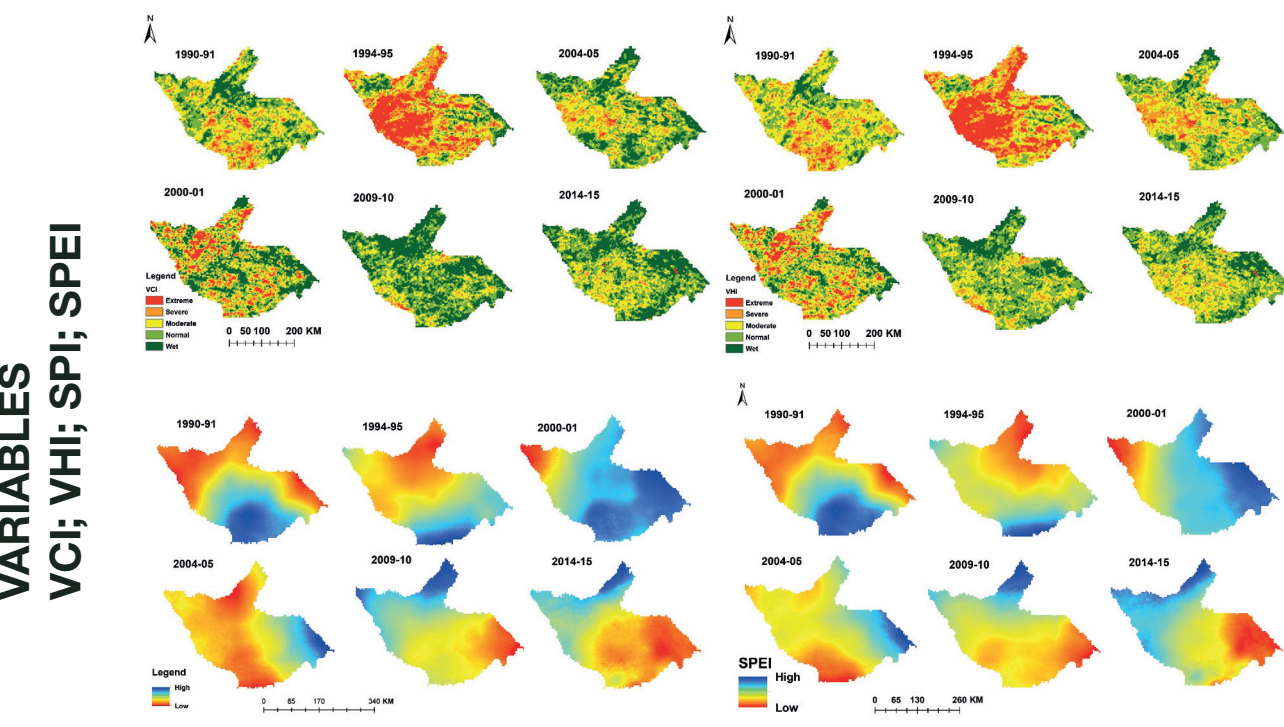 VARIABLES
VCI; VHI; SPI; SPEI
N
1990-91
1994-95
2004-05
2000-01
2009-10
2014-15
Legend
VCI
Extreme
Severe
Moderate
Normal
Wet
0 50 100 200 KM
N
1990-91
1994-95
2004-05
2000-01
2009-10
2014-15
Legend
VHI
Extreme
Severe
Moderate
Normal
Wet
0 50 100 200 KM
1990-91
1994-95
2000-01
2004-05
2009-10
2014-15
Legend
High
Low
0 85 170 340 KM
N
1990-91
1994-95
2000-01
2004-05
2009-10
2014-15
SPEI
High
Low
0 65 130 260 KM